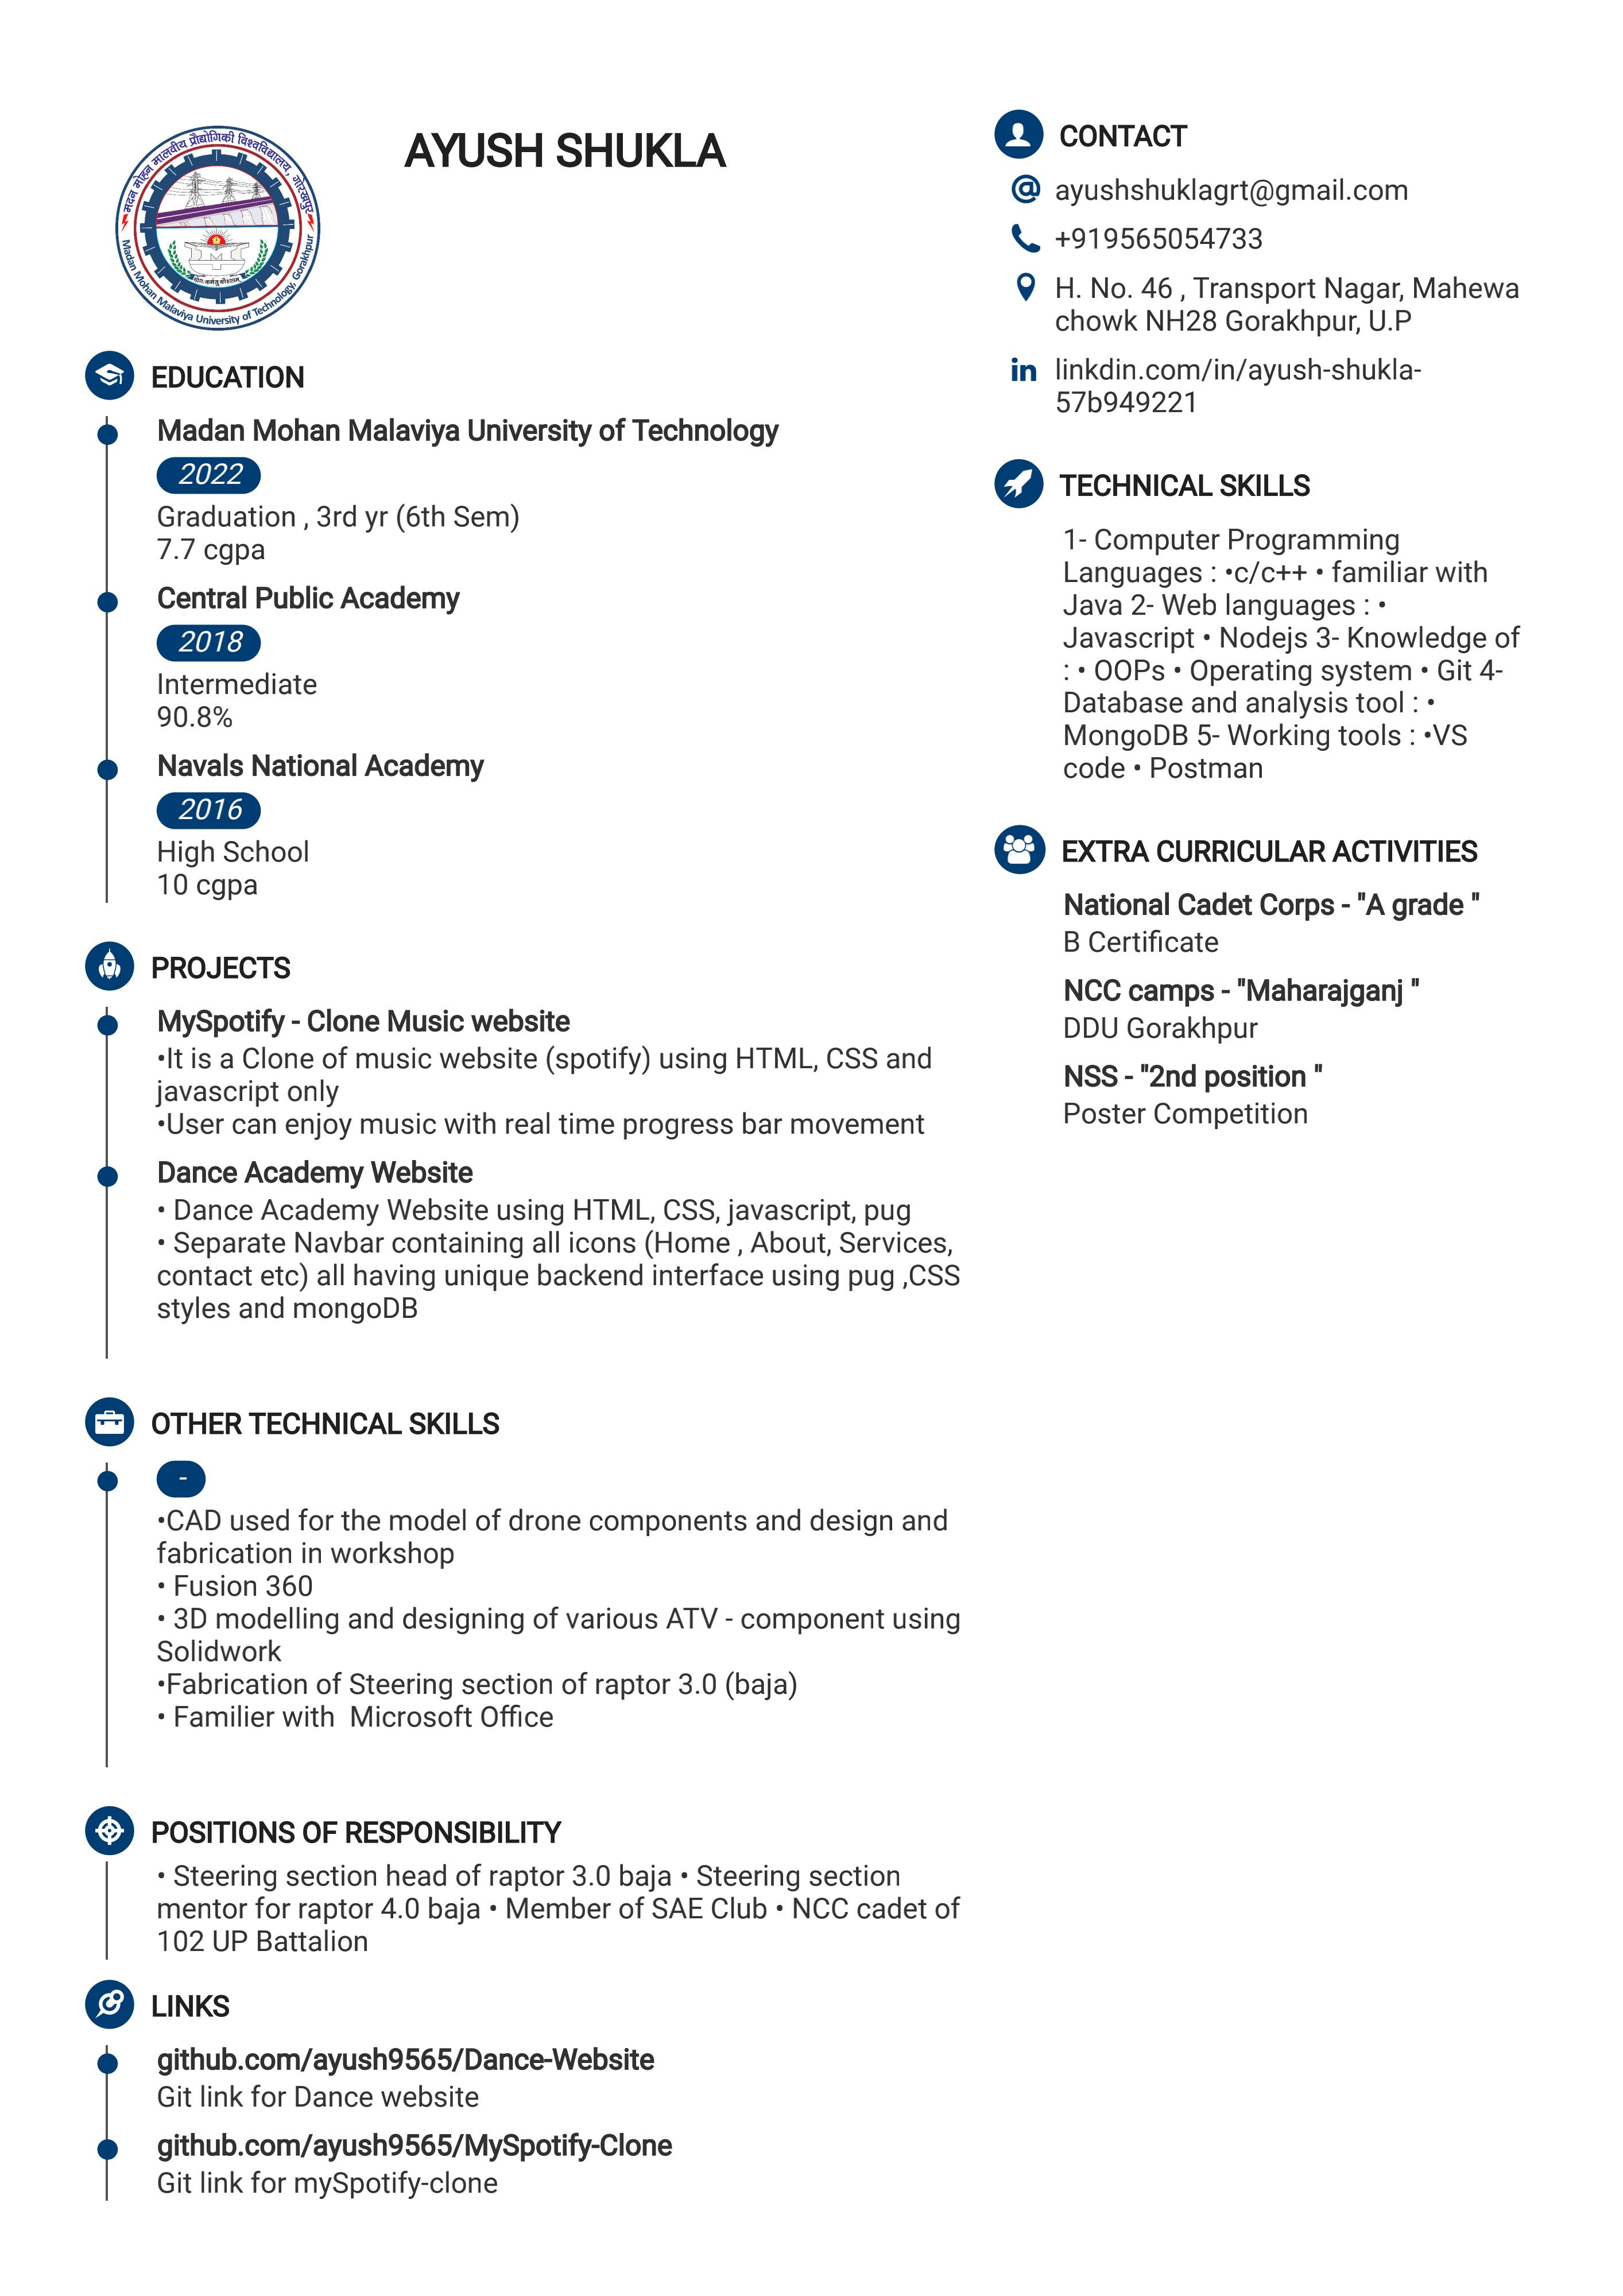 मदन मोहन मालवीय प्रौद्योगिकी विश्वविद्यालय, गोरखपुर
Madan Mohan Malaviya University of Technology, Gorakhpur
AYUSH SHUKLA
EDUCATION
Madan Mohan Malaviya University of Technology
2022
Graduation , 3rd yr (6th Sem)
7.7 cgpa
Central Public Academy
2018
Intermediate
90.8%
Navals National Academy
2016
High School
10 cgpa
PROJECTS
MySpotify - Clone Music website
•It is a Clone of music website (spotify) using HTML, CSS and
javascript only
•User can enjoy music with real time progress bar movement
Dance Academy Website
• Dance Academy Website using HTML, CSS, javascript, pug
• Separate Navbar containing all icons (Home , About, Services,
contact etc) all having unique backend interface using pug ,CSS
styles and mongoDB
OTHER TECHNICAL SKILLS
-
•CAD used for the model of drone components and design and
fabrication in workshop
• Fusion 360
• 3D modelling and designing of various ATV - component using
Solidwork
•Fabrication of Steering section of raptor 3.0 (baja)
• Familier with  Microsoft Office
POSITIONS OF RESPONSIBILITY
• Steering section head of raptor 3.0 baja • Steering section
mentor for raptor 4.0 baja • Member of SAE Club • NCC cadet of
102 UP Battalion
LINKS
github.com/ayush9565/Dance-Website
Git link for Dance website
github.com/ayush9565/MySpotify-Clone
Git link for mySpotify-clone
CONTACT
ayushshuklagrt@gmail.com
+919565054733
H. No. 46 , Transport Nagar, Mahewa
chowk NH28 Gorakhpur, U.P
in linkdin.com/in/ayush-shukla-
57b949221
TECHNICAL SKILLS
1- Computer Programming
Languages : •c/c++ • familiar with
Java 2- Web languages : •
Javascript • Nodejs 3- Knowledge of
: • OOPs • Operating system • Git 4-
Database and analysis tool : •
MongoDB 5- Working tools : •VS
code • Postman
EXTRA CURRICULAR ACTIVITIES
National Cadet Corps - "A grade "
B Certificate
NCC camps - "Maharajganj "
DDU Gorakhpur
NSS - "2nd position "
Poster Competition